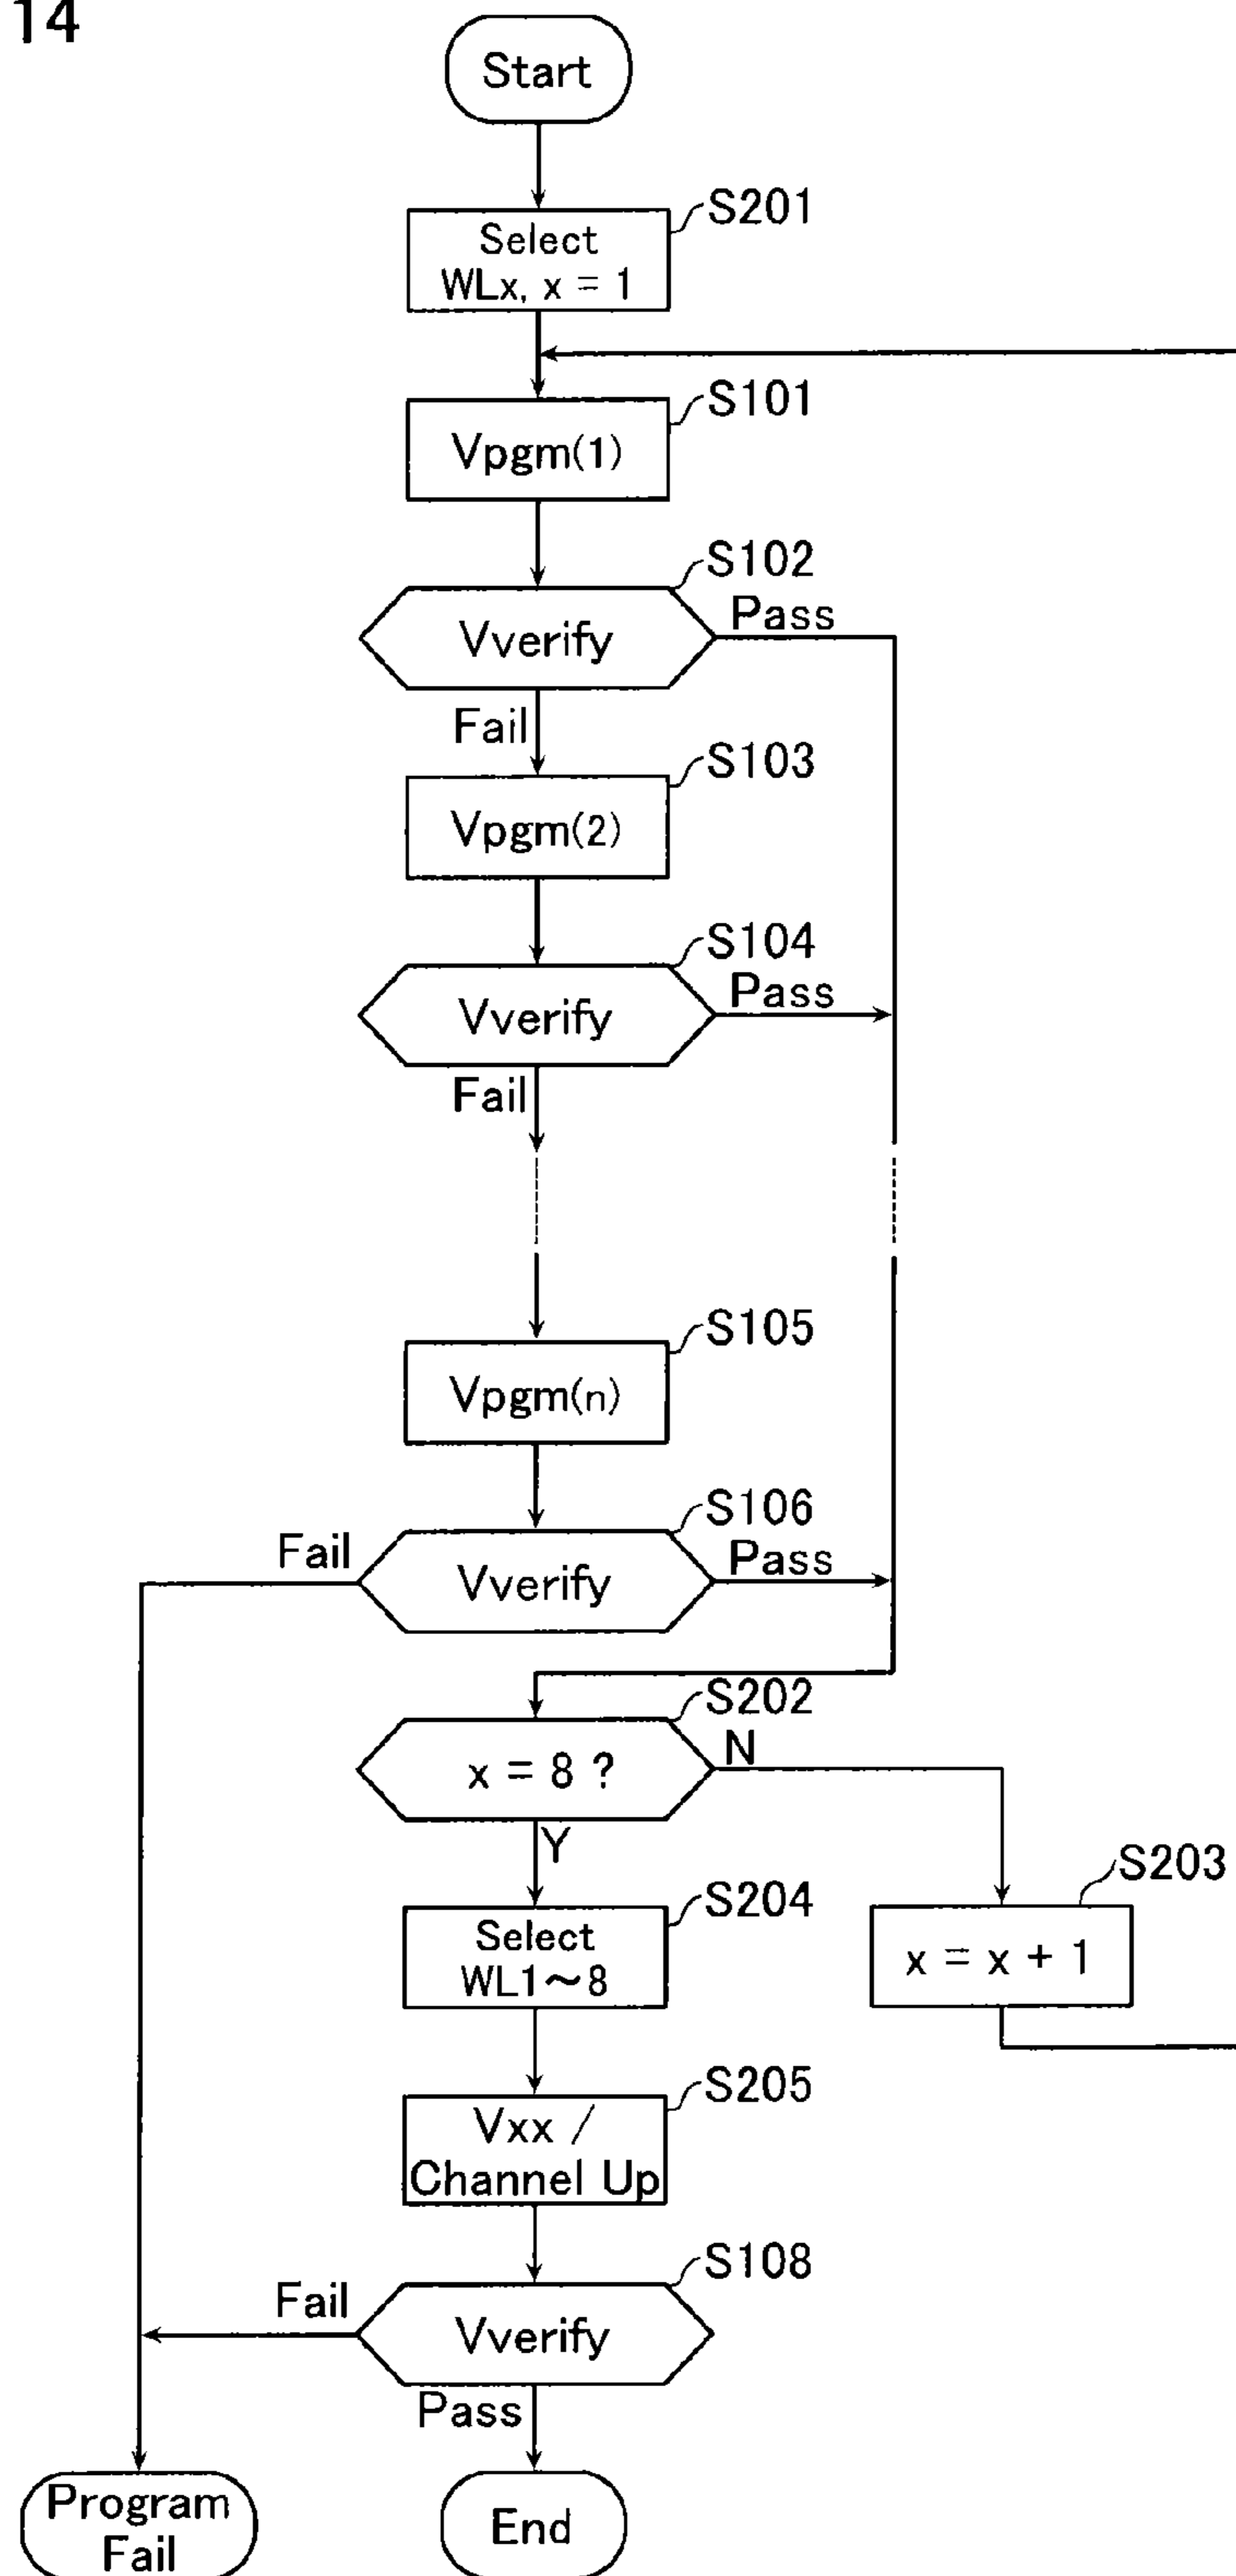 14
Start
S201
Select
WLx, x = 1
S101
Vpgm(1)
S102
Vverify
Pass
Fail
S103
Vpgm(2)
S104
Vverify
Pass
Fail
S105
Vpgm(n)
S106
Fail
Vverify
Pass
S202
x = 8 ?
N
Y
S203
x = x + 1
S204
Select
WL1~8
S205
Vxx /
Channel Up
S108
Fail
Vverify
Pass
Program
Fail
End